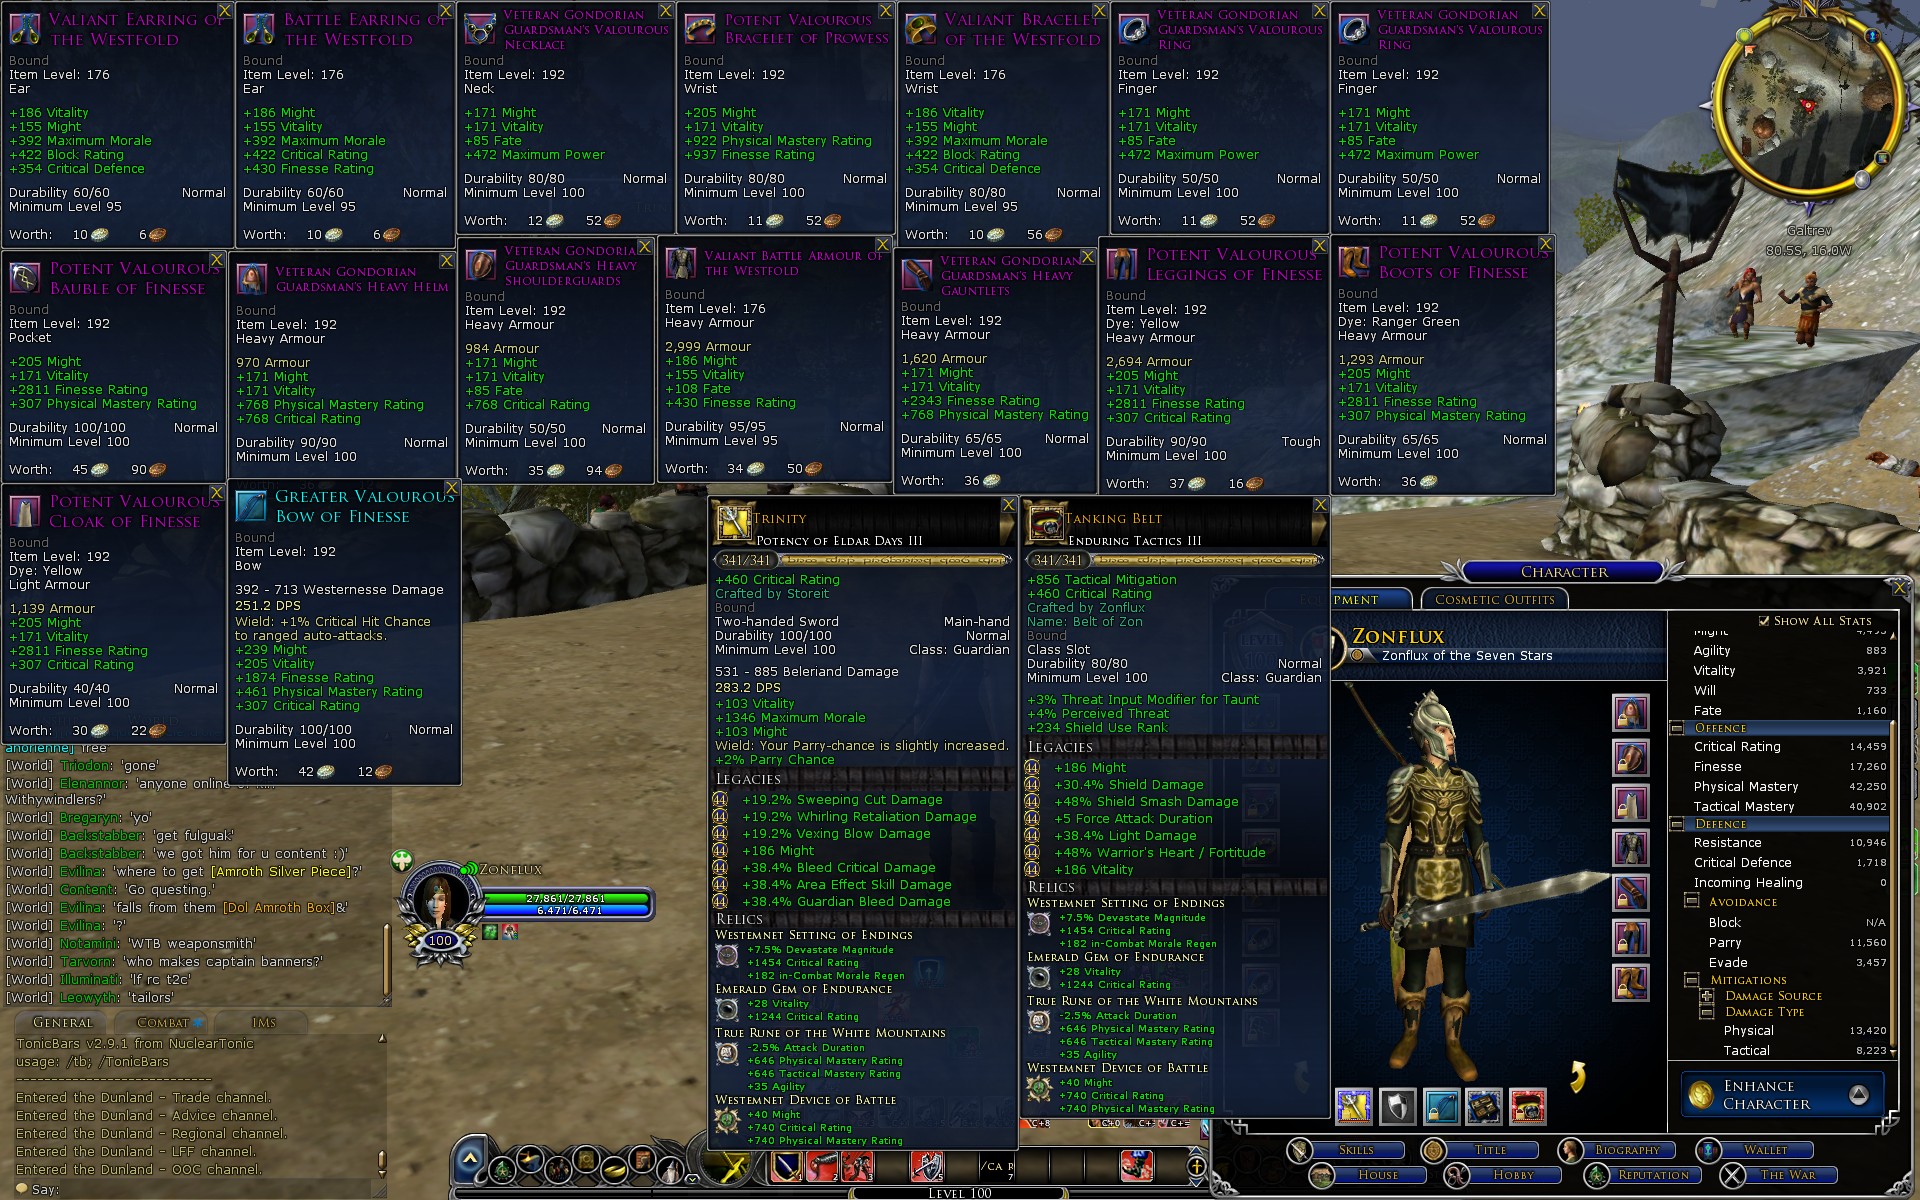 Valiant Earring of
the Westfold
Bound
Item Level: 176
Ear
+186 Vitality
+155 Might
+392 Maximum Morale
+422 Block Rating
+354 Critical Defence
Durability 60/60 Normal
Minimum Level 95
Worth: 10 6
Battle Earring of
the Westfold
Bound
Item Level: 176
Ear
+186 Might
+155 Vitality
+392 Maximum Morale
+422 Critical Rating
+430 Finesse Rating
Durability 60/60 Normal
Minimum Level 95
Worth: 10 6
Veteran Gondorian
Guardsman's Valourous
Necklace
Bound
Item Level: 192
Neck
+171 Might
+171 Vitality
+85 Fate
+472 Maximum Power
Durability 80/80 Normal
Minimum Level 100
Worth: 12 52
Potent Valourous
Bracelet of Prowess
Bound
Item Level: 192
Wrist
+205 Might
+171 Vitality
+922 Physical Mastery Rating
+937 Finesse Rating
Durability 80/80 Normal
Minimum Level 100
Worth: 11 52
Valiant Bracelet
of the Westfold
Bound
Item Level: 176
Wrist
+186 Vitality
+155 Might
+392 Maximum Morale
+422 Block Rating
+354 Critical Defence
Durability 80/80 Normal
Minimum Level 95
Worth: 10 56
Veteran Gondorian
Guardsman's Valourous
Ring
Bound
Item Level: 192
Finger
+171 Might
+171 Vitality
+85 Fate
+472 Maximum Power
Durability 50/50 Normal
Minimum Level 100
Worth: 11 52
Veteran Gondorian
Guardsman's Valourous
Ring
Bound
Item Level: 192
Finger
+171 Might
+171 Vitality
+85 Fate
+472 Maximum Power
Durability 50/50 Normal
Minimum Level 100
Worth: 11 52
N
Galtrev
80.5S, 16.0W
Potent Valourous
Bauble of Finesse
Bound
Item Level: 192
Pocket
+205 Might
+171 Vitality
+2811 Finesse Rating
+307 Physical Mastery Rating
Durability 100/100 Normal
Minimum Level 100
Worth: 45 90
Veteran Gondorian
Guardsman's Heavy Helm
Bound
Item Level: 192
Heavy Armour
970 Armour
+171 Might
+171 Vitality
+768 Physical Mastery Rating
+768 Critical Rating
Durability 90/90 Normal
Minimum Level 100
Veteran Gondorian
Guardsman's Heavy
Shoulderguards
Bound
Item Level: 192
Heavy Armour
984 Armour
+171 Might
+171 Vitality
+85 Fate
+768 Critical Rating
Durability 50/50 Normal
Minimum Level 100
Worth: 35 94
Valiant Battle Armour of
the Westfold
Bound
Item Level: 176
Heavy Armour
2,999 Armour
+186 Might
+155 Vitality
+108 Fate
+430 Finesse Rating
Durability 95/95 Normal
Minimum Level 95
Worth: 34 50
Veteran Gondorian
Guardsman's Heavy
Gauntlets
Bound
Item Level: 192
Heavy Armour
1,620 Armour
+171 Might
+171 Vitality
+2343 Finesse Rating
+768 Physical Mastery Rating
Durability 65/65 Normal
Minimum Level 100
Worth: 36
Potent Valourous
Leggings of Finesse
Bound
Item Level: 192
Dye: Yellow
Heavy Armour
2,694 Armour
+205 Might
+171 Vitality
+2811 Finesse Rating
+307 Critical Rating
Durability 90/90 Tough
Minimum Level 100
Worth: 37 16
Potent Valourous
Boots of Finesse
Bound
Item Level: 192
Dye: Ranger Green
Heavy Armour
1,293 Armour
+205 Might
+171 Vitality
+2811 Finesse Rating
+307 Physical Mastery Rating
Durability 65/65 Normal
Minimum Level 100
Worth: 36
Potent Valourous
Cloak of Finesse
Bound
Item Level: 192
Dye: Yellow
Light Armour
1,139 Armour
+205 Might
+171 Vitality
+2811 Finesse Rating
+307 Critical Rating
Durability 40/40 Normal
Minimum Level 100
Worth: 30 22
Greater Valourous
Bow of Finesse
Bound
Item Level: 192
Bow
392 - 713 Westernesse Damage
251.2 DPS
Wield: +1% Critical Hit Chance
to ranged auto-attacks.
+239 Might
+205 Vitality
+1874 Finesse Rating
+461 Physical Mastery Rating
+307 Critical Rating
Durability 100/100 Normal
Minimum Level 100
Worth: 42 12
Trinity
Potency of Eldar Days III
341/341
+460 Critical Rating
Crafted by Storeit
Bound
Two-handed Sword Main-hand
Durability 100/100 Normal
Minimum Level 100 Class: Guardian
531 - 885 Beleriand Damage
283.2 DPS
+103 Vitality
+1346 Maximum Morale
+103 Might
Wield: Your Parry-chance is slightly increased.
+2% Parry Chance
Legacies
44 +19.2% Sweeping Cut Damage
44 +19.2% Whirling Retaliation Damage
44 +19.2% Vexing Blow Damage
44 +186 Might
44 +38.4% Bleed Critical Damage
44 +38.4% Area Effect Skill Damage
44 +38.4% Guardian Bleed Damage
Relics
Westemnet Setting of Endings
+7.5% Devastate Magnitude
+1454 Critical Rating
+182 in-Combat Morale Regen
Emerald Gem of Endurance
+28 Vitality
+1244 Critical Rating
True Rune of the White Mountains
-2.5% Attack Duration
+646 Physical Mastery Rating
+646 Tactical Mastery Rating
+35 Agility
Westemnet Device of Battle
+40 Might
+740 Critical Rating
+740 Physical Mastery Rating
Tanking Belt
Enduring Tactics III
341/341
+856 Tactical Mitigation
+460 Critical Rating
Crafted by Zonflux
Name: Belt of Zon
Bound
Class Slot
Durability 80/80 Normal
Minimum Level 100 Class: Guardian
+3% Threat Input Modifier for Taunt
+4% Perceived Threat
+234 Shield Use Rank
Legacies
44 +186 Might
44 +30.4% Shield Damage
44 +48% Shield Smash Damage
44 +5 Force Attack Duration
44 +38.4% Light Damage
44 +48% Warrior's Heart / Fortitude
44 +186 Vitality
Relics
Westemnet Setting of Endings
+7.5% Devastate Magnitude
+1454 Critical Rating
+182 in-Combat Morale Regen
Emerald Gem of Endurance
+28 Vitality
+1244 Critical Rating
True Rune of the White Mountains
-2.5% Attack Duration
+646 Physical Mastery Rating
+646 Tactical Mastery Rating
+35 Agility
Westemnet Device of Battle
+40 Might
+740 Critical Rating
+740 Physical Mastery Rating
Character
Cosmetic Outfits
Zonflux
Zonflux of the Seven Stars
Show All Stats
Might 4,493
Agility 883
Vitality 3,921
Will 733
Fate 1,160
Offence
Critical Rating 14,459
Finesse 17,260
Physical Mastery 42,250
Tactical Mastery 40,902
Defence
Resistance 10,946
Critical Defence 1,718
Incoming Healing 0
Avoidance
Block N/A
Parry 11,560
Evade 3,457
Mitigations
Damage Source
Damage Type
Physical 13,420
Tactical 8,223
Enhance
Character
Skills
Title
Biography
Wallet
House
Hobby
Reputation
The War
[World] Triodon: 'gone'
[World] Elenannor: 'anyone online
Withywindlers?'
[World] Bregaryn: 'yo'
[World] Backstabber: 'get fulguak'
[World] Backstabber: 'we got him for u content :)'
[World] Evilina: 'where to get [Amroth Silver Piece]?'
[World] Content: 'Go questing.'
[World] Evilina: 'falls from them [Dol Amroth Box]&'
[World] Evilina: '?'
[World] Notamini: 'WTB weaponsmith'
[World] Tarvorn: 'who makes captain banners?'
[World] Illuminati: 'lf rc t2c'
[World] Leowyth: 'tailors'
General
Combat
IMs
TonicBars v2.9.1 from NuclearTonic
usage: /tb; /TonicBars
Entered the Dunland - Trade channel.
Entered the Dunland - Advice channel.
Entered the Dunland - Regional channel.
Entered the Dunland - LFF channel.
Entered the Dunland - OOC channel.
Say:
Zonflux
27,861/27,861
6,471/6,471
100
/CA R
Level 100